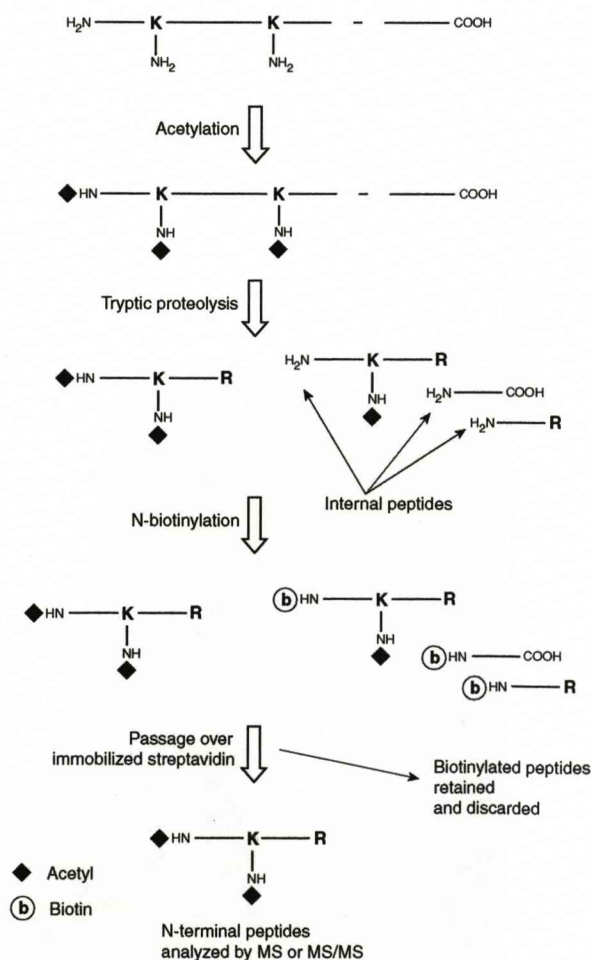 H₂N K K – COOH
NH₂ NH₂
Acetylation
HN K K – COOH
NH NH
Tryptic proteolysis
HN K R
NH
H₂N K R
NH
H₂N COOH
H₂N R
Internal peptides
N-biotinylation
HN K R
NH
b HN K R
NH
b HN COOH
b HN R
Passage over
immobilized streptavidin
Biotinylated peptides
retained
and discarded
HN K R
NH
Acetyl
b Biotin
N-terminal peptides
analyzed by MS or MS/MS